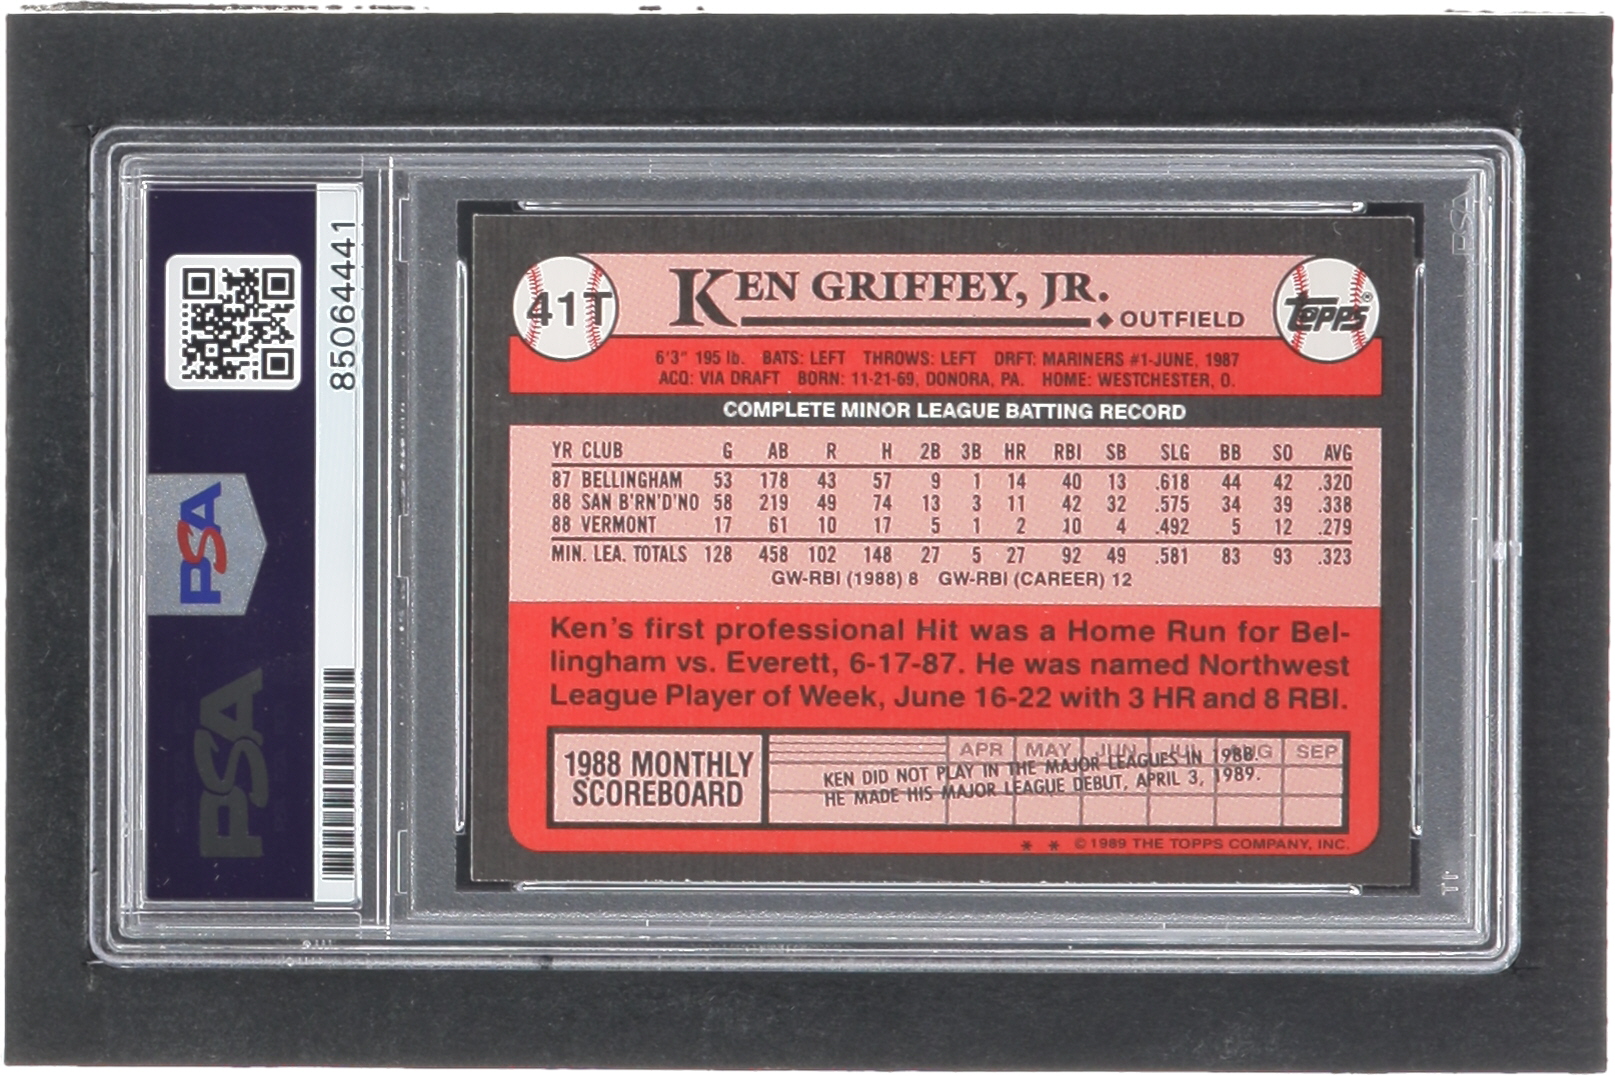 85064441
PSA
PSA
PSA
41T
KEN GRIFFEY, JR.
OUTFIELD
TOPPS®
6'3" 195 lb. BATS: LEFT THROWS: LEFT DRFT: MARINERS #1-JUNE, 1987
ACQ: VIA DRAFT BORN: 11-21-69, DONORA, PA. HOME: WESTCHESTER, O.
COMPLETE MINOR LEAGUE BATTING RECORD
YR CLUB G AB R H 2B 3B HR RBI SB SLG BB SO AVG
87 BELLINGHAM 53 178 43 57 9 1 14 40 13 .618 44 42 .320
88 SAN B'RN'D'NO 58 219 49 74 13 3 11 42 32 .575 34 39 .338
88 VERMONT 17 61 10 17 5 1 2 10 4 .492 5 12 .279
MIN. LEA. TOTALS 128 458 102 148 27 5 27 92 49 .581 83 93 .323
GW-RBI (1988) 8 GW-RBI (CAREER) 12
Ken's first professional Hit was a Home Run for Bel-
lingham vs. Everett, 6-17-87. He was named Northwest
League Player of Week, June 16-22 with 3 HR and 8 RBI.
1988 MONTHLY
SCOREBOARD
APR MAY JUN JUL AUG SEP
KEN DID NOT PLAY IN THE MAJOR LEAGUES IN 1988.
HE MADE HIS MAJOR LEAGUE DEBUT, APRIL 3, 1989.
* * ©1989 THE TOPPS COMPANY, INC.